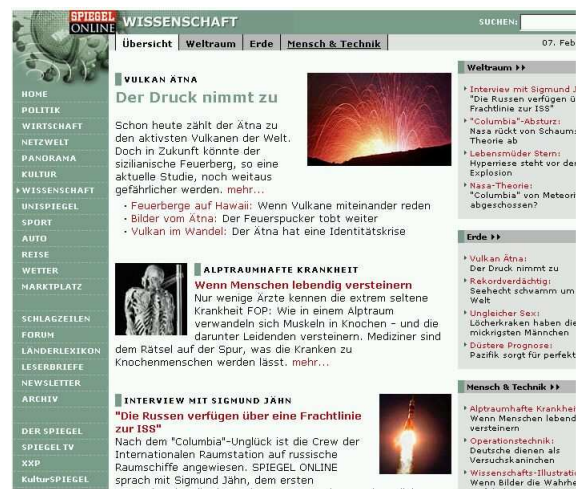 SPIEGEL
ONLINE
WISSENSCHAFT
SUCHEN:
Übersicht Weltraum Erde Mensch & Technik
07. Feb
HOME
POLITIK
WIRTSCHAFT
NETZWELT
PANORAMA
KULTUR
WISSENSCHAFT
UNISPIEGEL
SPORT
AUTO
REISE
WETTER
MARKTPLATZ
SCHLAGZEILEN
FORUM
LÄNDERLEXIKON
LESERBRIEFE
NEWSLETTER
ARCHIV
DER SPIEGEL
SPIEGEL TV
XXP
KulturSPIEGEL
VULKAN ÄTNA
Der Druck nimmt zu
Schon heute zählt der Ätna zu
den aktivsten Vulkanen der Welt.
Doch in Zukunft könnte der
sizilianische Feuerberg, so eine
aktuelle Studie, noch weitaus
gefährlicher werden. mehr...
· Feuerberge auf Hawaii: Wenn Vulkane miteinander reden
· Bilder vom Ätna: Der Feuerspucker tobt weiter
· Vulkan im Wandel: Der Ätna hat eine Identitätskrise
ALPTRAUMHAFTE KRANKHEIT
Wenn Menschen lebendig versteinern
Nur wenige Ärzte kennen die extrem seltene
Krankheit FOP: Wie in einem Alptraum
verwandeln sich Muskeln in Knochen - und die
darunter Leidenden versteinern. Mediziner sind
dem Rätsel auf der Spur, was die Kranken zu
Knochenmenschen werden lässt. mehr...
INTERVIEW MIT SIGMUND JÄHN
"Die Russen verfügen über eine Frachtlinie
zur ISS"
Nach dem "Columbia"-Unglück ist die Crew der
Internationalen Raumstation auf russische
Raumschiffe angewiesen. SPIEGEL ONLINE
sprach mit Sigmund Jähn, dem ersten
Weltraum
Interview mit Sigmund J
"Die Russen verfügen ü
Frachtlinie zur ISS"
"Columbia"-Absturz:
Nasa rückt von Schaums
Theorie ab
Lebensmüder Stern:
Hyperriese steht vor der
Explosion
Nasa-Theorie:
"Columbia" von Meteori
abgeschossen?
Erde
Vulkan Ätna:
Der Druck nimmt zu
Rekordverdächtig:
Seehecht schwamm um
Welt
Ungleicher Sex:
Löcherkraken haben die
mickrigsten Männchen
Düstere Prognose:
Pazifik sorgt für perfekt
Mensch & Technik
Alptraumhafte Krankhei
Wenn Menschen lebend
versteinern
Operationstechnik:
Deutsche dienen als
Versuchskaninchen
Wissenschafts-Illustratio
Wenn Bilder die Wahrhe